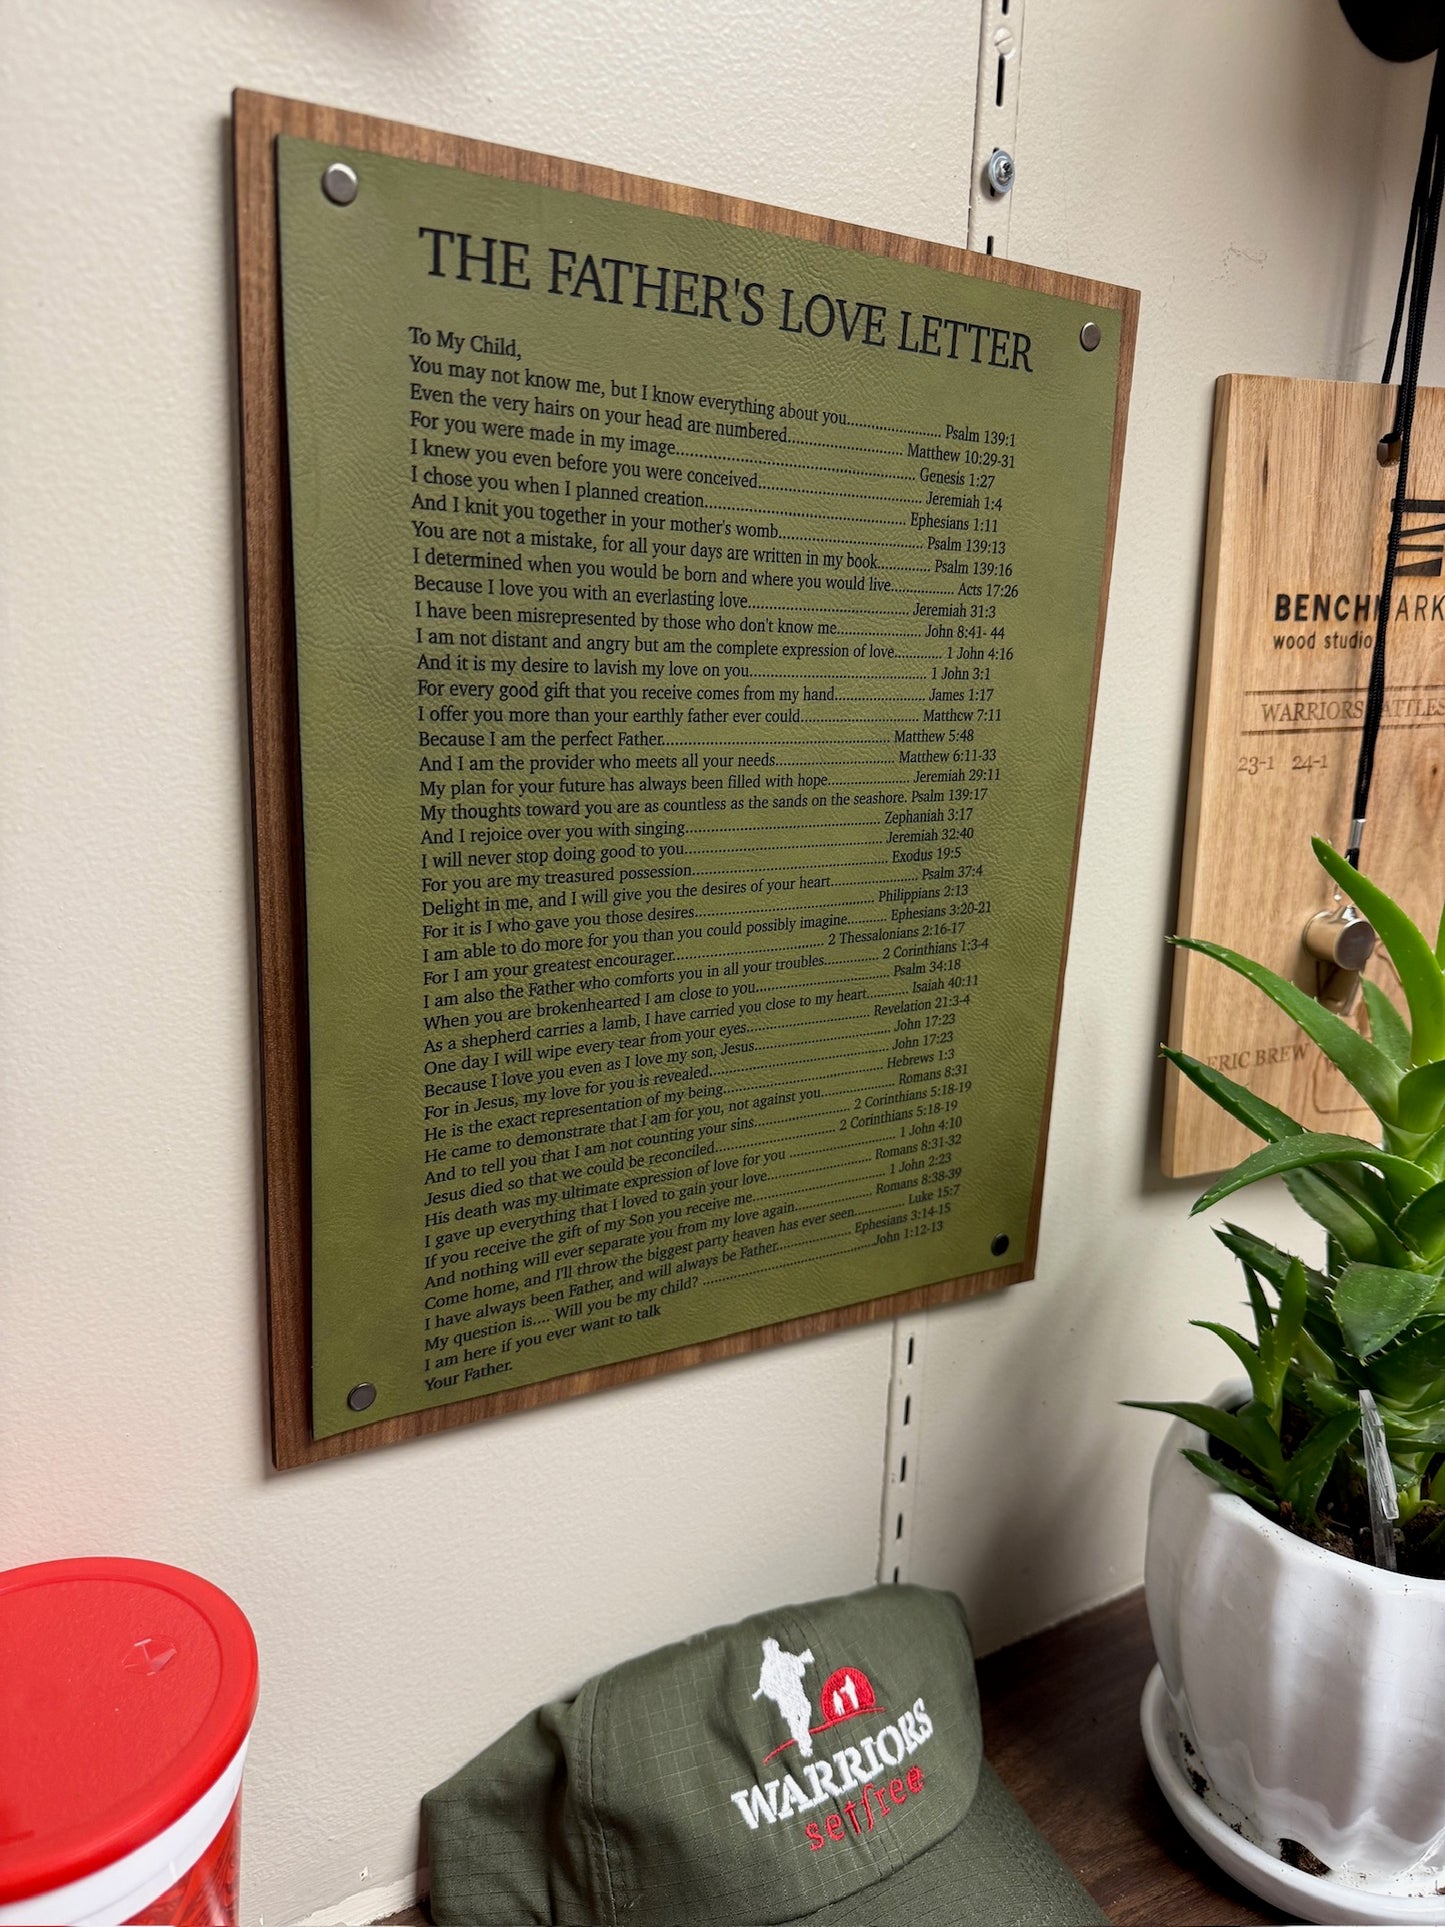 THE FATHER'S LOVE LETTER
To My Child,
You may not know me, but I know everything about you..................... Psalm 139:1
Even the very hairs on your head are numbered.......................... Matthew 10:29-31
For you were made in my image..................................................... Genesis 1:27
I knew you even before you were conceived..................................... Jeremiah 1:4
I chose you when I planned creation............................................. Ephesians 1:11
And I knit you together in your mother's womb................................ Psalm 139:13
You are not a mistake, for all your days are written in my book............ Psalm 139:16
I determined when you would be born and where you would live.............. Acts 17:26
Because I love you with an everlasting love.................................... Jeremiah 31:3
I have been misrepresented by those who don't know me.................... John 8:41- 44
I am not distant and angry but am the complete expression of love............ 1 John 4:16
And it is my desire to lavish my love on you......................................... 1 John 3:1
For every good gift that you receive comes from my hand...................... James 1:17
I offer you more than your earthly father ever could........................... Matthew 7:11
Because I am the perfect Father.................................................... Matthew 5:48
And I am the provider who meets all your needs........................... Matthew 6:11-33
My plan for your future has always been filled with hope................... Jeremiah 29:11
My thoughts toward you are as countless as the sands on the seashore. Psalm 139:17
And I rejoice over you with singing............................................. Zephaniah 3:17
I will never stop doing good to you.............................................. Jeremiah 32:40
For you are my treasured possession............................................. Exodus 19:5
Delight in me, and I will give you the desires of your heart.................... Psalm 37:4
For it is I who gave you those desires......................................... Philippians 2:13
I am able to do more for you than you could possibly imagine......... Ephesians 3:20-21
For I am your greatest encourager.................................. 2 Thessalonians 2:16-17
I am also the Father who comforts you in all your troubles............. 2 Corinthians 1:3-4
When you are brokenhearted I am close to you............................... Psalm 34:18
As a shepherd carries a lamb, I have carried you close to my heart.......... Isaiah 40:11
One day I will wipe every tear from your eyes............................ Revelation 21:3-4
Because I love you even as I love my son, Jesus................................ John 17:23
For in Jesus, my love for you is revealed......................................... John 17:23
He is the exact representation of my being..................................... Hebrews 1:3
He came to demonstrate that I am for you, not against you................. Romans 8:31
And to tell you that I am not counting your sins...................... 2 Corinthians 5:18-19
Jesus died so that we could be reconciled........................... 2 Corinthians 5:18-19
His death was my ultimate expression of love for you ........................ 1 John 4:10
I gave up everything that I loved to gain your love....................... Romans 8:31-32
If you receive the gift of my Son you receive me............................... 1 John 2:23
And nothing will ever separate you from my love again................ Romans 8:38-39
Come home, and I'll throw the biggest party heaven has ever seen............ Luke 15:7
I have always been Father, and will always be Father.................. Ephesians 3:14-15
My question is.... Will you be my child? ......................................John 1:12-13
I am here if you ever want to talk
Your Father.
BENCHMARK
wood studio
WARRIORS
23-1 24-1
ERIC BREW
WARRIORS
setfree